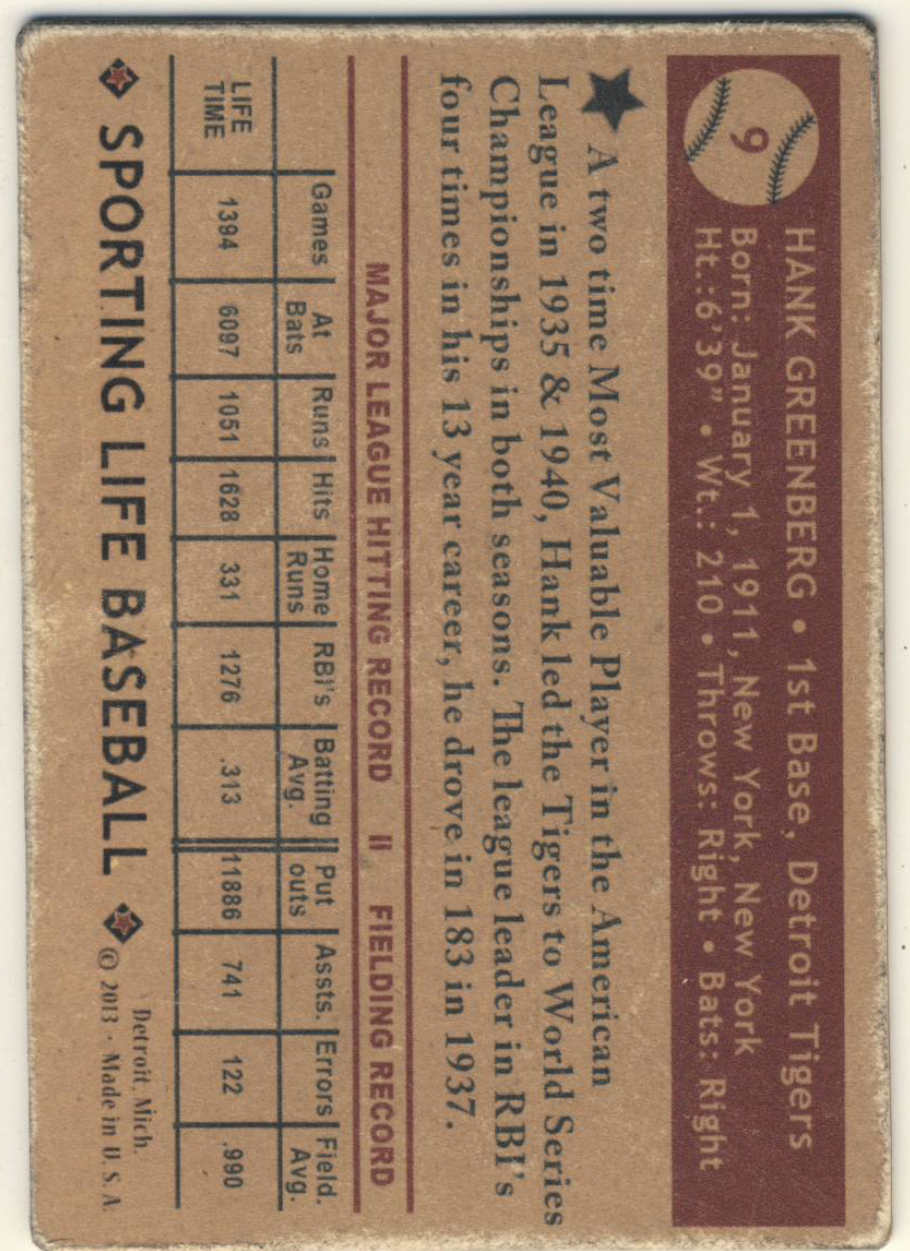 9
HANK GREENBERG • 1st Base, Detroit Tigers
Born: January 1, 1911, New York, New York
Ht.:6'39" • Wt.: 210 • Throws: Right • Bats: Right
A two time Most Valuable Player in the American
League in 1935 & 1940, Hank led the Tigers to World Series
Championships in both seasons. The league leader in RBI's
four times in his 13 year career, he drove in 183 in 1937.
MAJOR LEAGUE HITTING RECORD II FIELDING RECORD
Games At Bats Runs Hits Home Runs RBI's Batting Avg. Put outs Assts. Errors Field. Avg.
LIFE TIME 1394 6097 1051 1628 331 1276 .313 11886 741 122 .990
SPORTING LIFE BASEBALL
Detroit, Mich.
© 2013 · Made in U. S. A.